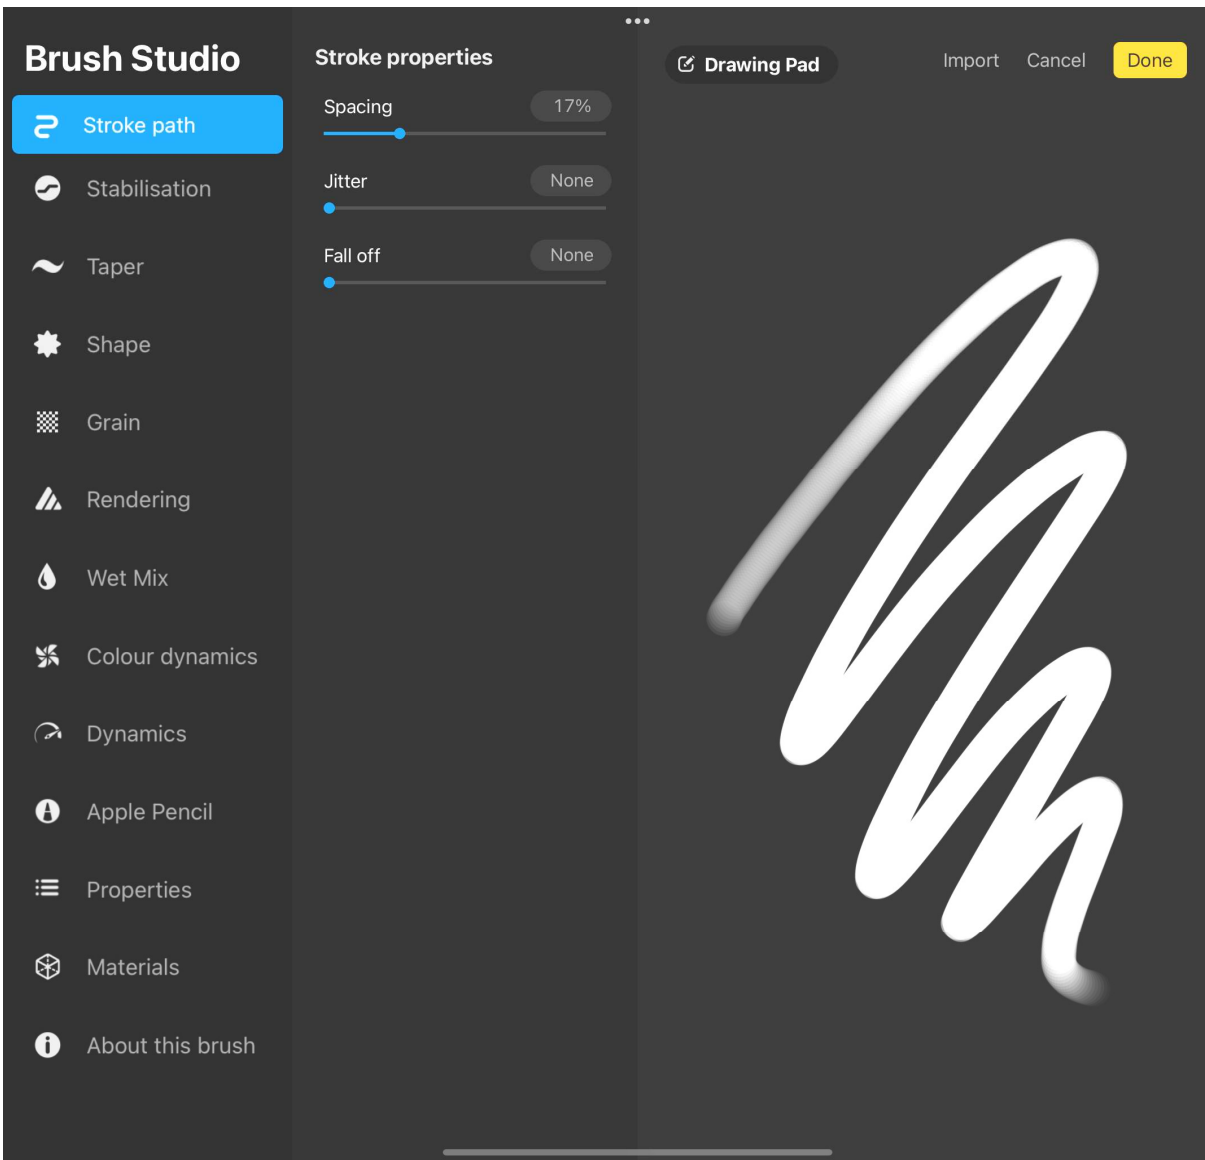 Brush Studio
Stroke path
Stabilisation
Taper
Shape
Grain
Rendering
Wet Mix
Colour dynamics
Dynamics
Apple Pencil
Properties
Materials
About this brush
Stroke properties
Spacing 17%
Jitter None
Fall off None
Drawing Pad
Import Cancel Done